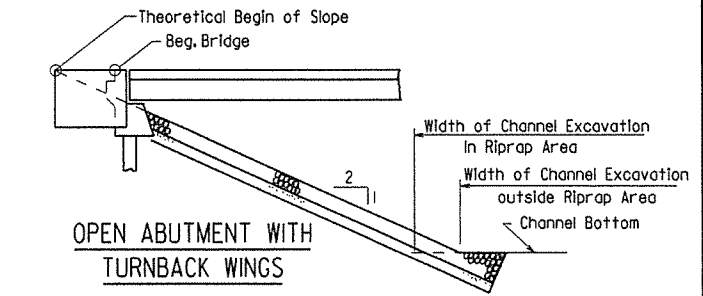 Theoretical Begin of Slope
Beg. Bridge
Width of Channel Excavation
In Riprap Area
2
1
Width of Channel Excavation
outside Riprap Area
Channel Bottom
OPEN ABUTMENT WITH
TURNBACK WINGS